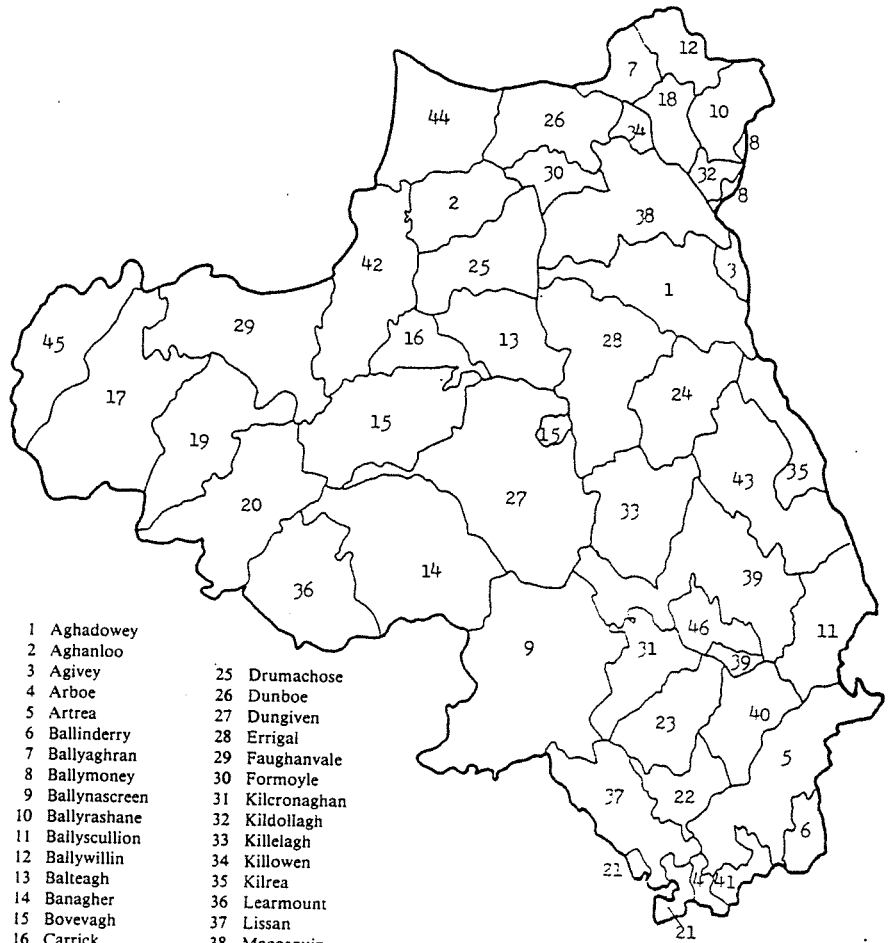 12
7
18
10
44
26
34
8
30
32
8
2
38
42
25
3
1
29
45
16
13
28
17
24
15
19
15
43
35
20
27
33
14
39
36
46
11
9
31
39
23
40
5
37
22
6
21
4
41
21
1 Aghadowey
2 Aghanloo
3 Agivey
4 Arboe
5 Artrea
6 Ballinderry
7 Ballyaghran
8 Ballymoney
9 Ballynascreen
10 Ballyrashane
11 Ballyscullion
12 Ballywillin
13 Balteagh
14 Banagher
15 Bovevagh
16 Carrick
25 Drumachose
26 Dunboe
27 Dungiven
28 Errigal
29 Faughanvale
30 Formoyle
31 Kilcronaghan
32 Kildollagh
33 Killelagh
34 Killowen
35 Kilrea
36 Learmount
37 Lissan
38